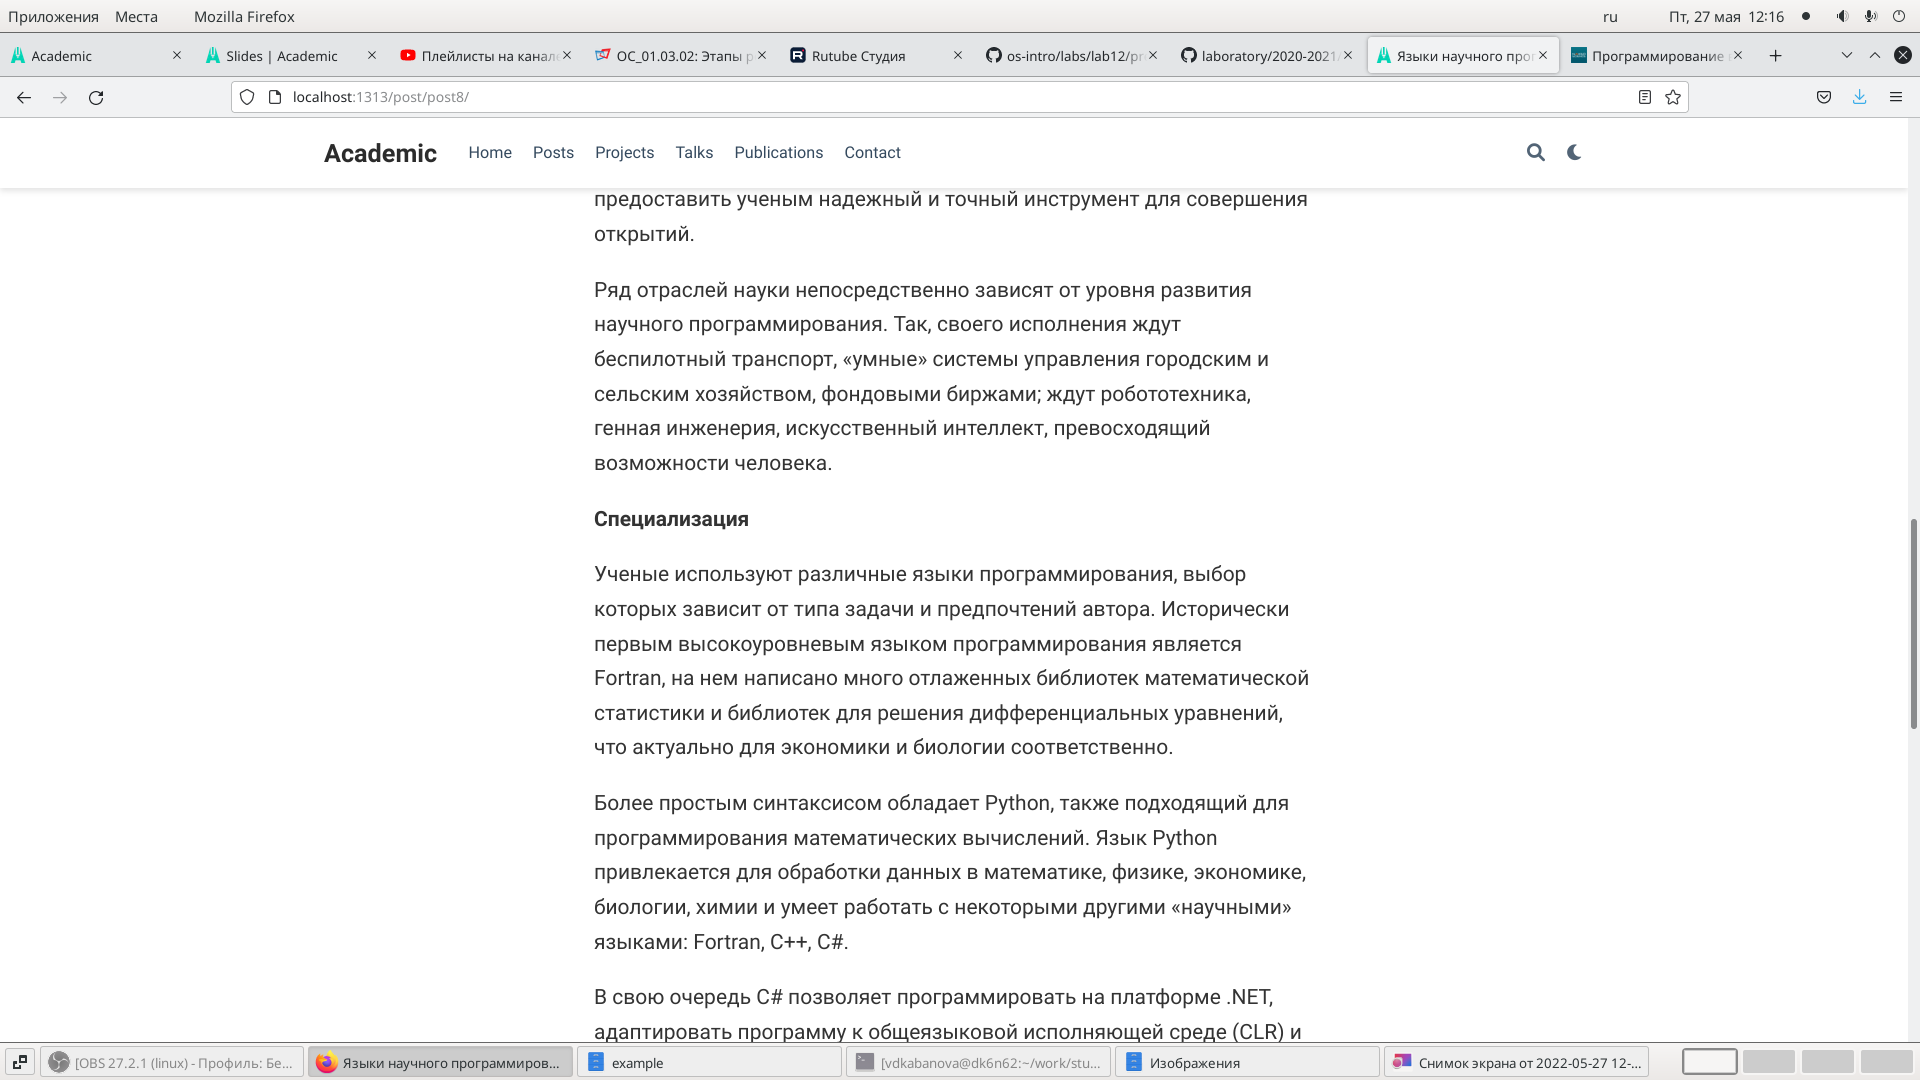 Приложения Места Mozilla Firefox ru Пт, 27 мая 12:16
Academic Slides | Academic Плейлисты на канал ОС_01.03.02: Этапы р Rutube Студия os-intro/labs/lab12/pr laboratory/2020-2021 Языки научного прог Программирование
localhost:1313/post/post8/
Academic Home Posts Projects Talks Publications Contact
предоставить ученым надежный и точный инструмент для совершения
открытий.
Ряд отраслей науки непосредственно зависят от уровня развития
научного программирования. Так, своего исполнения ждут
беспилотный транспорт, «умные» системы управления городским и
сельским хозяйством, фондовыми биржами; ждут робототехника,
генная инженерия, искусственный интеллект, превосходящий
возможности человека.
Специализация
Ученые используют различные языки программирования, выбор
которых зависит от типа задачи и предпочтений автора. Исторически
первым высокоуровневым языком программирования является
Fortran, на нем написано много отлаженных библиотек математической
статистики и библиотек для решения дифференциальных уравнений,
что актуально для экономики и биологии соответственно.
Более простым синтаксисом обладает Python, также подходящий для
программирования математических вычислений. Язык Python
привлекается для обработки данных в математике, физике, экономике,
биологии, химии и умеет работать с некоторыми другими «научными»
языками: Fortran, C++, C#.
В свою очередь C# позволяет программировать на платформе .NET,
адаптировать программу к общеязыковой исполняющей среде (CLR) и
[OBS 27.2.1 (linux) - Профиль: Бе... Языки научного программиров... example [vdkabanova@dk6n62:~/work/stu... Изображения Снимок экрана от 2022-05-27 12-...